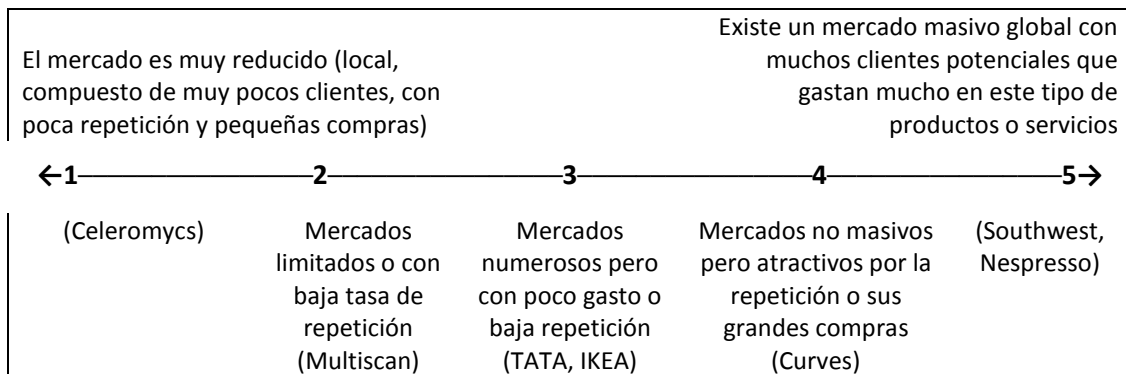 El mercado es muy reducido (local,
compuesto de muy pocos clientes, con
poca repetición y pequeñas compras)
Existe un mercado masivo global con
muchos clientes potenciales que
gastan mucho en este tipo de
productos o servicios
←1 2 3 4 5→
(Celeromycs)
Mercados
limitados o con
baja tasa de
repetición
(Multiscan)
Mercados
numerosos pero
con poco gasto o
baja repetición
(TATA, IKEA)
Mercados no masivos
pero atractivos por la
repetición o sus
grandes compras
(Curves)
(Southwest,
Nespresso)